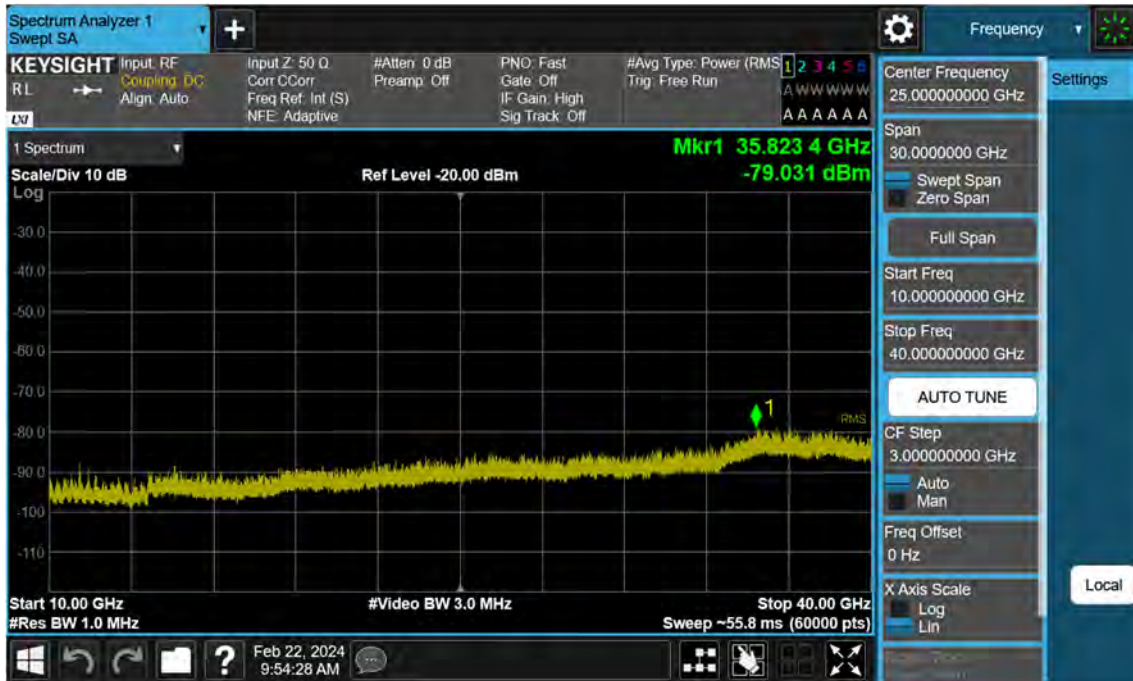 Spectrum Analyzer 1
Swept SA
Frequency
KEYSIGHT
RL
LXI
Input: RF
Coupling: DC
Align: Auto
Input Z: 50 Ω
Corr CCorr
Freq Ref: Int (S)
NFE: Adaptive
#Atten: 0 dB
Preamp: Off
PNO: Fast
Gate: Off
IF Gain: High
Sig Track: Off
#Avg Type: Power (RMS
Trig: Free Run
1 2 3 4 5 6
A W W W W W
A A A A A A
1 Spectrum
Scale/Div 10 dB
Ref Level -20.00 dBm
Mkr1 35.823 4 GHz
-79.031 dBm
Log
-30.0
-40.0
-50.0
-60.0
-70.0
-80.0
-90.0
-100
-110
1
RMS
Start 10.00 GHz
#Res BW 1.0 MHz
#Video BW 3.0 MHz
Stop 40.00 GHz
Sweep ~55.8 ms (60000 pts)
Center Frequency
25.000000000 GHz
Span
30.0000000 GHz
Swept Span
Zero Span
Full Span
Start Freq
10.000000000 GHz
Stop Freq
40.000000000 GHz
AUTO TUNE
CF Step
3.000000000 GHz
Auto
Man
Freq Offset
0 Hz
X Axis Scale
Log
Lin
Settings
Local
?
Feb 22, 2024
9:54:28 AM